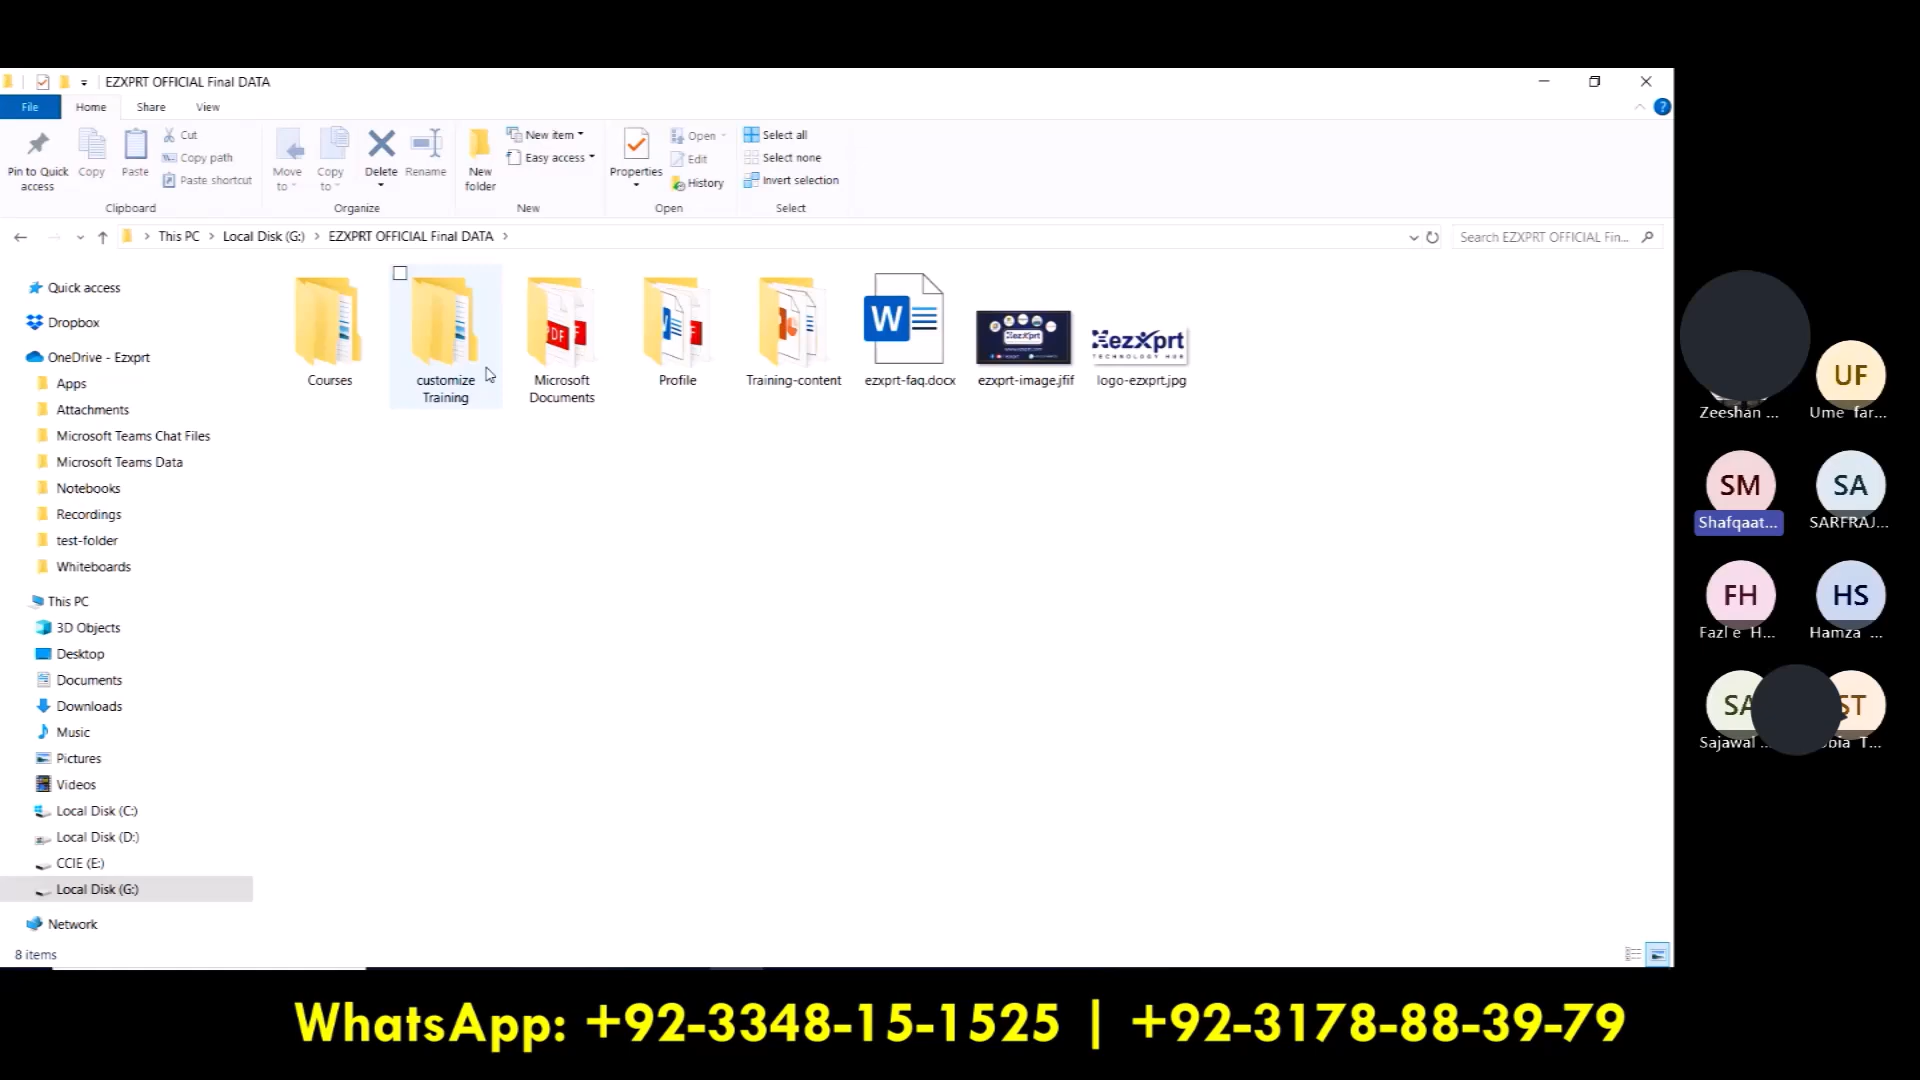 EZXPRT OFFICIAL Final DATA
File
Home
Share
View
Pin to Quick access
Copy
Paste
Cut
Copy path
Paste shortcut
Clipboard
Move to
Copy to
Delete
Rename
Organize
New folder
New item
Easy access
New
Properties
Open
Edit
History
Open
Select all
Select none
Invert selection
Select
This PC
Local Disk (G:)
EZXPRT OFFICIAL Final DATA
Search EZXPRT OFFICIAL Fin...
Quick access
Dropbox
OneDrive - Ezxprt
Apps
Attachments
Microsoft Teams Chat Files
Microsoft Teams Data
Notebooks
Recordings
test-folder
Whiteboards
This PC
3D Objects
Desktop
Documents
Downloads
Music
Pictures
Videos
Local Disk (C:)
Local Disk (D:)
CCIE (E:)
Local Disk (G:)
Network
8 items
Courses
customize
Training
PDF
Microsoft
Documents
Profile
Training-content
W
ezxprt-faq.docx
ezxprt-image.jfif
ezXprt
TECHNOLOGY HUB
logo-ezxprt.jpg
Zeeshan ...
UF
Ume far...
SM
Shafqaat...
SA
SARFRAJ...
FH
Fazl e H...
HS
Hamza ...
SA
Sajawal ...
ST
bia T...
WhatsApp: +92-3348-15-1525 | +92-3178-88-39-79